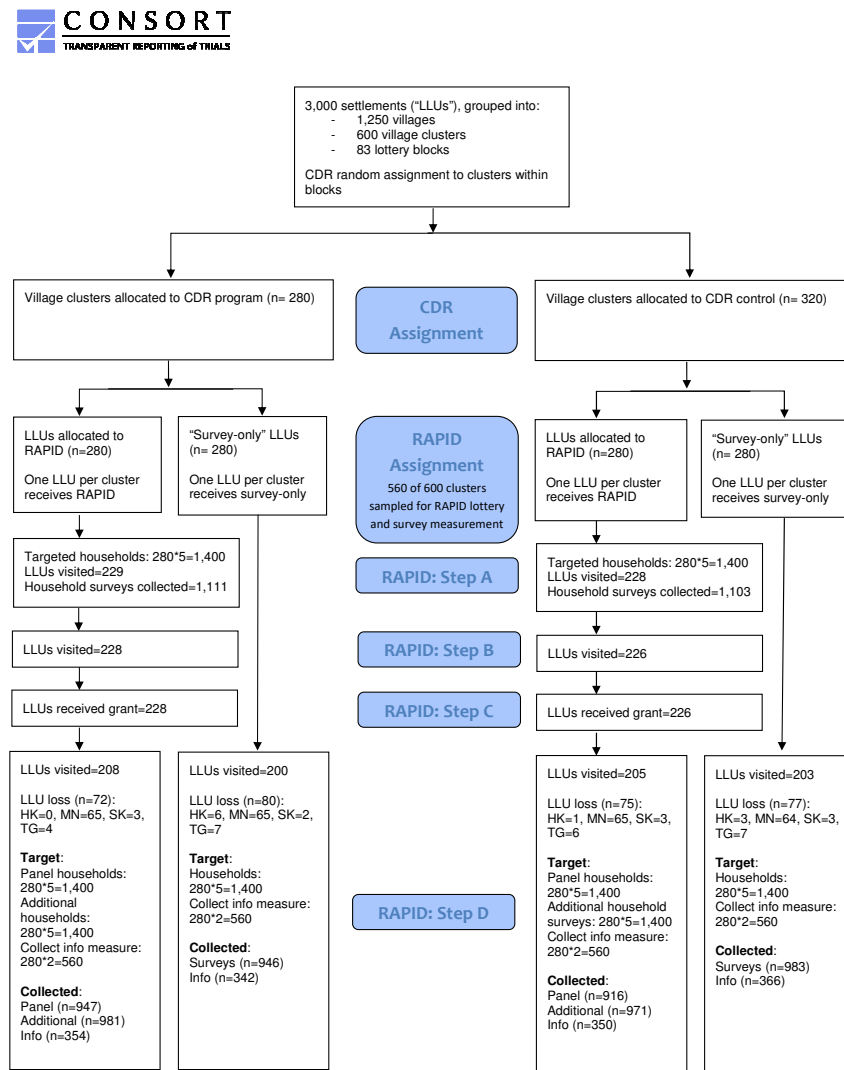 CONSORT
TRANSPARENT REPORTING of TRIALS
3,000 settlements (“LLUs”), grouped into:
- 1,250 villages
- 600 village clusters
- 83 lottery blocks
CDR random assignment to clusters within
blocks
Village clusters allocated to CDR program (n= 280)
CDR
Assignment
Village clusters allocated to CDR control (n= 320)
LLUs allocated to
RAPID (n=280)
One LLU per cluster
receives RAPID
“Survey-only” LLUs
(n= 280)
One LLU per cluster
receives survey-only
RAPID
Assignment
560 of 600 clusters
sampled for RAPID lottery
and survey measurement
LLUs allocated to
RAPID (n=280)
One LLU per cluster
receives RAPID
“Survey-only” LLUs
(n= 280)
One LLU per cluster
receives survey-only
Targeted households: 280*5=1,400
LLUs visited=229
Household surveys collected=1,111
RAPID: Step A
Targeted households: 280*5=1,400
LLUs visited=228
Household surveys collected=1,103
LLUs visited=228
RAPID: Step B
LLUs visited=226
LLUs received grant=228
RAPID: Step C
LLUs received grant=226
LLUs visited=208
LLU loss (n=72):
HK=0, MN=65, SK=3,
TG=4
Target:
Panel households:
280*5=1,400
Additional
households:
280*5=1,400
Collect info measure:
280*2=560
Collected:
Panel (n=947)
Additional (n=981)
Info (n=354)
LLUs visited=200
LLU loss (n=80):
HK=6, MN=65, SK=2,
TG=7
Target:
Households:
280*5=1,400
Collect info measure:
280*2=560
Collected:
Surveys (n=946)
Info (n=342)
RAPID: Step D
LLUs visited=205
LLU loss (n=75):
HK=1, MN=65, SK=3,
TG=6
Target:
Panel households:
280*5=1,400
Additional household
surveys: 280*5=1,400
Collect info measure:
280*2=560
Collected:
Panel (n=916)
Additional (n=971)
Info (n=350)
LLUs visited=203
LLU loss (n=77):
HK=3, MN=64, SK=3,
TG=7
Target:
Households:
280*5=1,400
Collect info measure:
280*2=560
Collected:
Surveys (n=983)
Info (n=366)